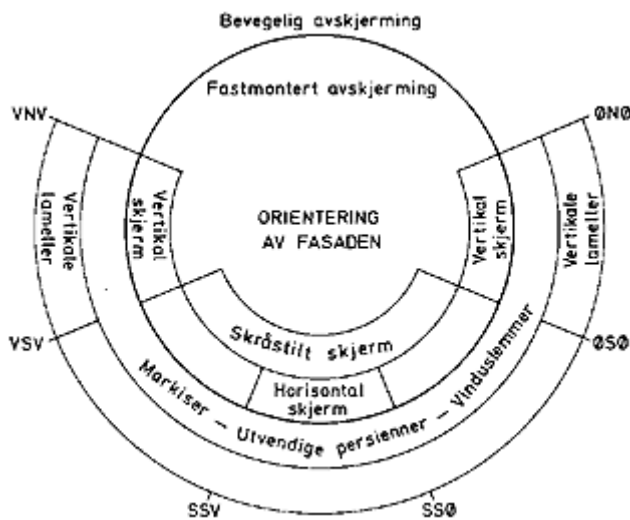 Bevegelig avskjerming
Fastmontert avskjerming
VNV
ØNØ
Vertikale
lameller
Vertikal
skjerm
ORIENTERING
AV FASADEN
Vertikal
skjerm
Vertikale
lameller
VSV
ØSØ
Skråstilt skjerm
Horisontal
skjerm
Markiser – Utvendige persienner – Vinduslemmer
SSV
SSØ